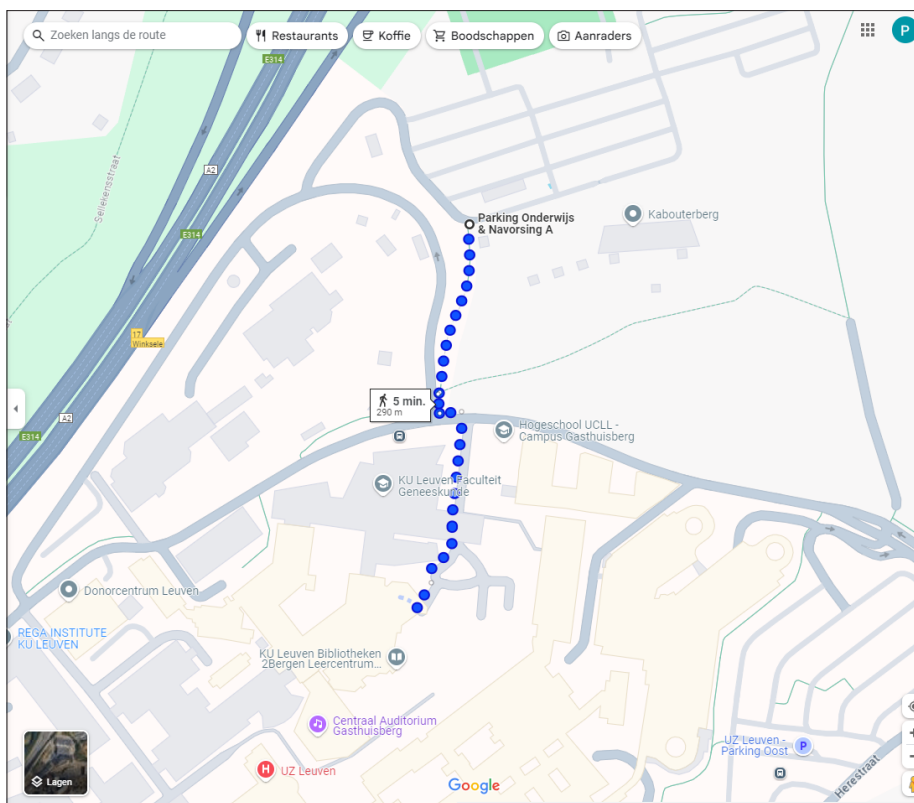 Zoeken langs de route
Restaurants
Koffie
Boodschappen
Aanraders
P
E314
A2
Sellekensstraat
E314
Parking Onderwijs
& Navorsing A
Kabouterberg
17
Winksele
5 min.
290 m
A2
E314
Hogeschool UCLL -
Campus Gasthuisberg
KU Leuven Faculteit
Geneeskunde
Donorcentrum Leuven
REGA INSTITUTE
KU LEUVEN
KU Leuven Bibliotheken
2Bergen Leercentrum...
Centraal Auditorium
Gasthuisberg
UZ Leuven -
Parking Oost
P
H
UZ Leuven
Lagen
Google
Herestraat